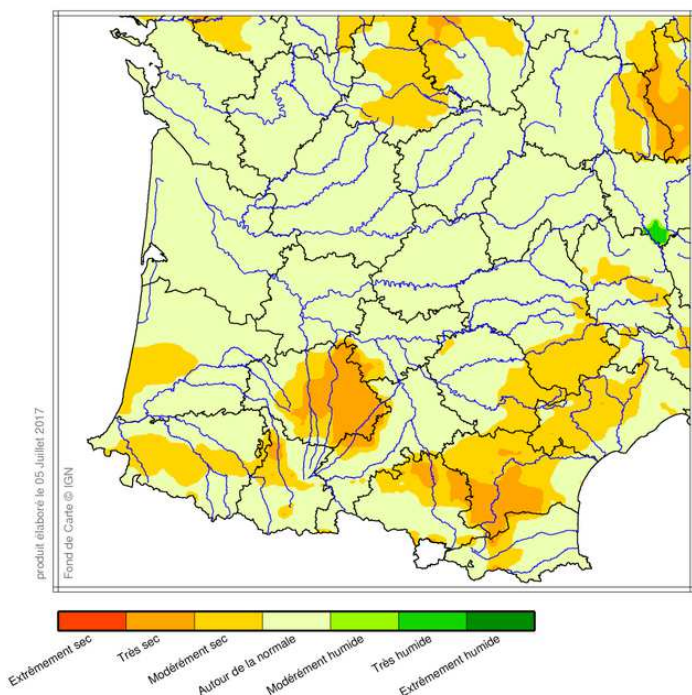 produit élaboré le 05 Juillet 2017
Fond de Carte © IGN
Extrêmement sec
Très sec
Modérément sec
Autour de la normale
Modérément humide
Très humide
Extrêmement humide